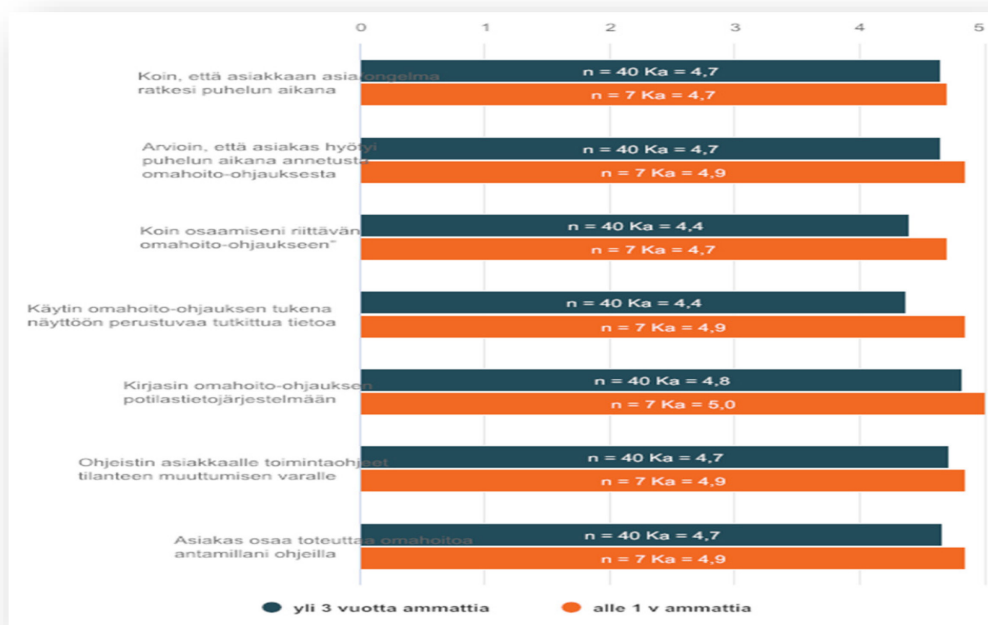 0 1 2 3 4 5
Koin, että asiakkaan asia/ongelma
ratkesi puhelun aikana
n = 40 Ka = 4,7
n = 7 Ka = 4,7
Arvioin, että asiakas hyötyi
puhelun aikana annetusta
omahoito-ohjauksesta
n = 40 Ka = 4,7
n = 7 Ka = 4,9
Koin osaamiseni riittävän
omahoito-ohjaukseen"
n = 40 Ka = 4,4
n = 7 Ka = 4,7
Käytin omahoito-ohjauksen tukena
näyttöön perustuvaa tutkittua tietoa
n = 40 Ka = 4,4
n = 7 Ka = 4,9
Kirjasin omahoito-ohjauksen
potilastietojärjestelmään
n = 40 Ka = 4,8
n = 7 Ka = 5,0
Ohjeistin asiakkaalle toimintaohjeet
tilanteen muuttumisen varalle
n = 40 Ka = 4,7
n = 7 Ka = 4,9
Asiakas osaa toteuttaa omahoitoa
antamillani ohjeilla
n = 40 Ka = 4,7
n = 7 Ka = 4,9
yli 3 vuotta ammattia alle 1 v ammattia